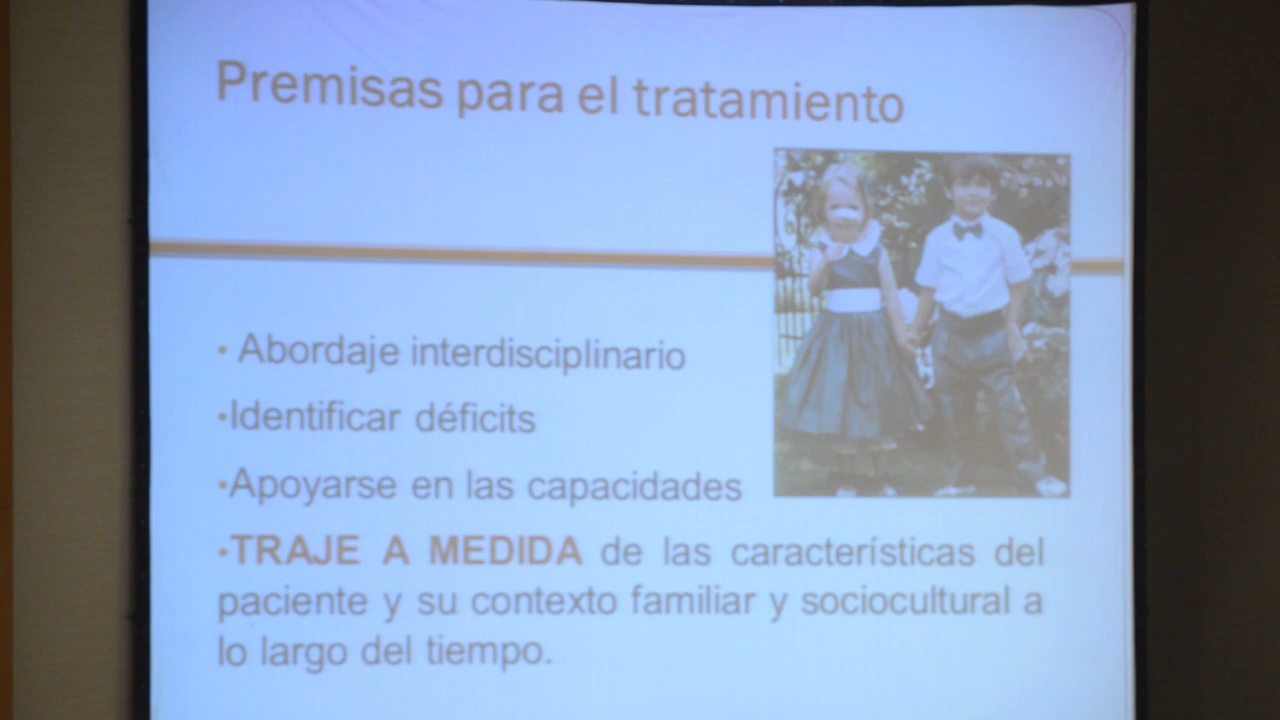 Premisas para el tratamiento
• Abordaje interdisciplinario
•Identificar déficits
•Apoyarse en las capacidades
•TRAJE A MEDIDA de las características del
paciente y su contexto familiar y sociocultural a
lo largo del tiempo.